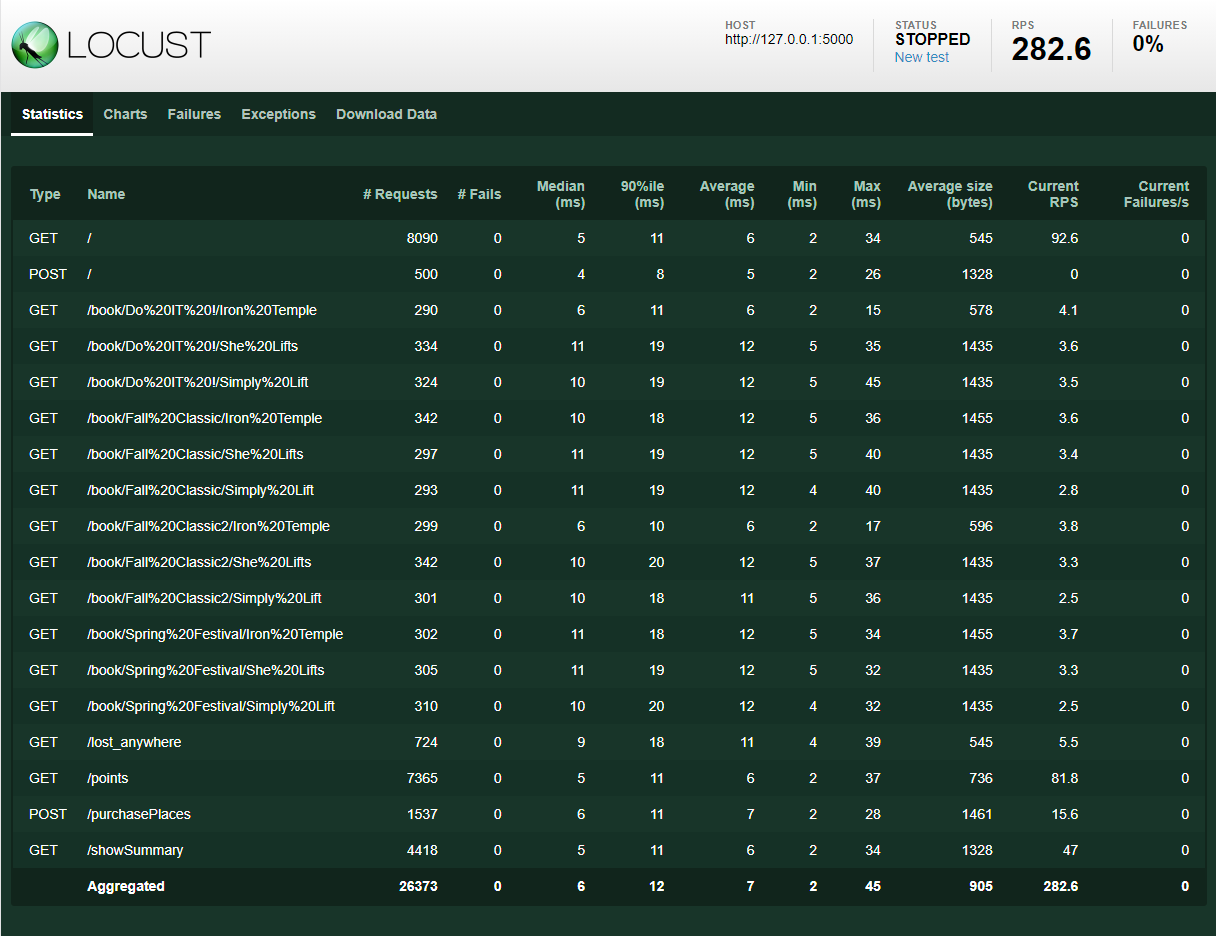 LOCUST
HOST
http://127.0.0.1:5000
STATUS
STOPPED
New test
RPS
282.6
FAILURES
0%
Statistics Charts Failures Exceptions Download Data
Type Name # Requests # Fails Median (ms) 90%ile (ms) Average (ms) Min (ms) Max (ms) Average size (bytes) Current RPS Current Failures/s
GET / 8090 0 5 11 6 2 34 545 92.6 0
POST / 500 0 4 8 5 2 26 1328 0 0
GET /book/Do%20IT%20!/Iron%20Temple 290 0 6 11 6 2 15 578 4.1 0
GET /book/Do%20IT%20!/She%20Lifts 334 0 11 19 12 5 35 1435 3.6 0
GET /book/Do%20IT%20!/Simply%20Lift 324 0 10 19 12 5 45 1435 3.5 0
GET /book/Fall%20Classic/Iron%20Temple 342 0 10 18 12 5 36 1455 3.6 0
GET /book/Fall%20Classic/She%20Lifts 297 0 11 19 12 5 40 1435 3.4 0
GET /book/Fall%20Classic/Simply%20Lift 293 0 11 19 12 4 40 1435 2.8 0
GET /book/Fall%20Classic2/Iron%20Temple 299 0 6 10 6 2 17 596 3.8 0
GET /book/Fall%20Classic2/She%20Lifts 342 0 10 20 12 5 37 1435 3.3 0
GET /book/Fall%20Classic2/Simply%20Lift 301 0 10 18 11 5 36 1435 2.5 0
GET /book/Spring%20Festival/Iron%20Temple 302 0 11 18 12 5 34 1455 3.7 0
GET /book/Spring%20Festival/She%20Lifts 305 0 11 19 12 5 32 1435 3.3 0
GET /book/Spring%20Festival/Simply%20Lift 310 0 10 20 12 4 32 1435 2.5 0
GET /lost_anywhere 724 0 9 18 11 4 39 545 5.5 0
GET /points 7365 0 5 11 6 2 37 736 81.8 0
POST /purchasePlaces 1537 0 6 11 7 2 28 1461 15.6 0
GET /showSummary 4418 0 5 11 6 2 34 1328 47 0
Aggregated 26373 0 6 12 7 2 45 905 282.6 0